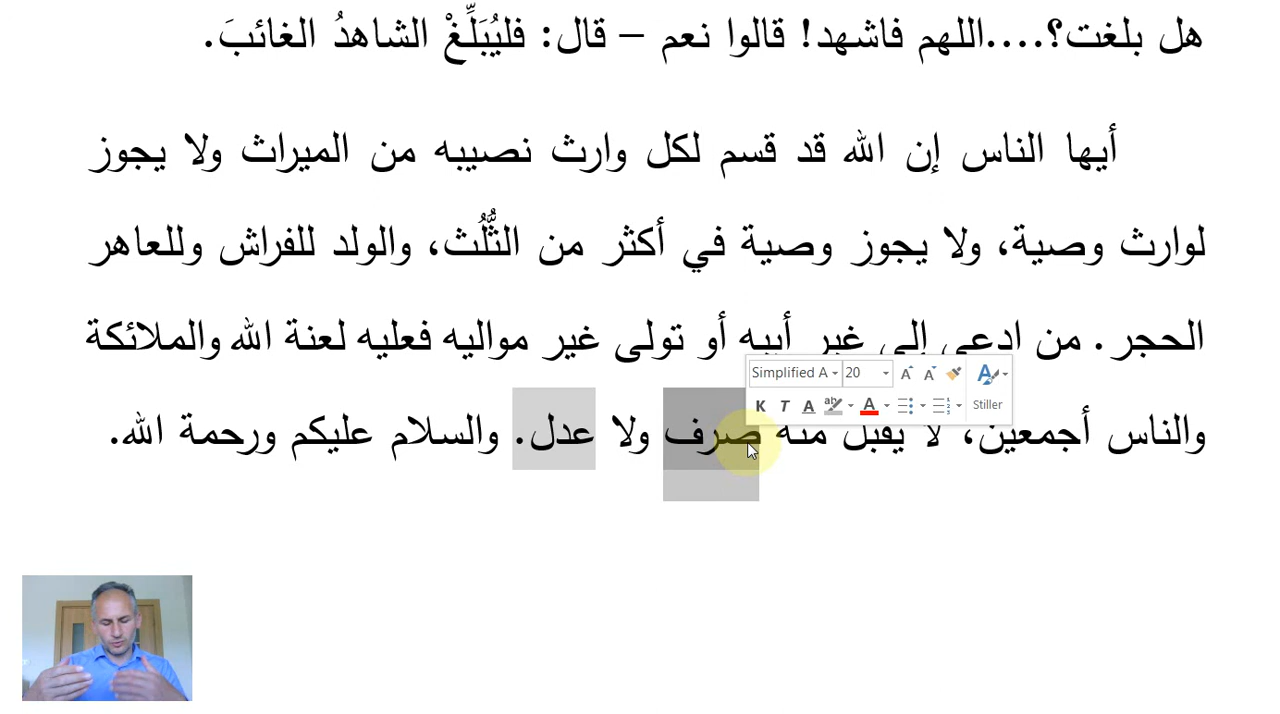 هل بلغت؟....اللهم فاشهد! قالوا نعم – قال: فليُبَلِّغْ الشاهدُ الغائبَ.
أيها الناس إن الله قد قسم لكل وارث نصيبه من الميراث ولا يجوز
لوارث وصية، ولا يجوز وصية في أكثر من الثُّلُث، والولد للفراش وللعاهر
الحجر. من ادعى إلى غير أبيه أو تولى غير مواليه فعليه لعنة الله والملائكة
Simplified A 20
K T A Stiller
والناس أجمعين، لا يقبل منه صرف ولا عدل. والسلام عليكم ورحمة الله.